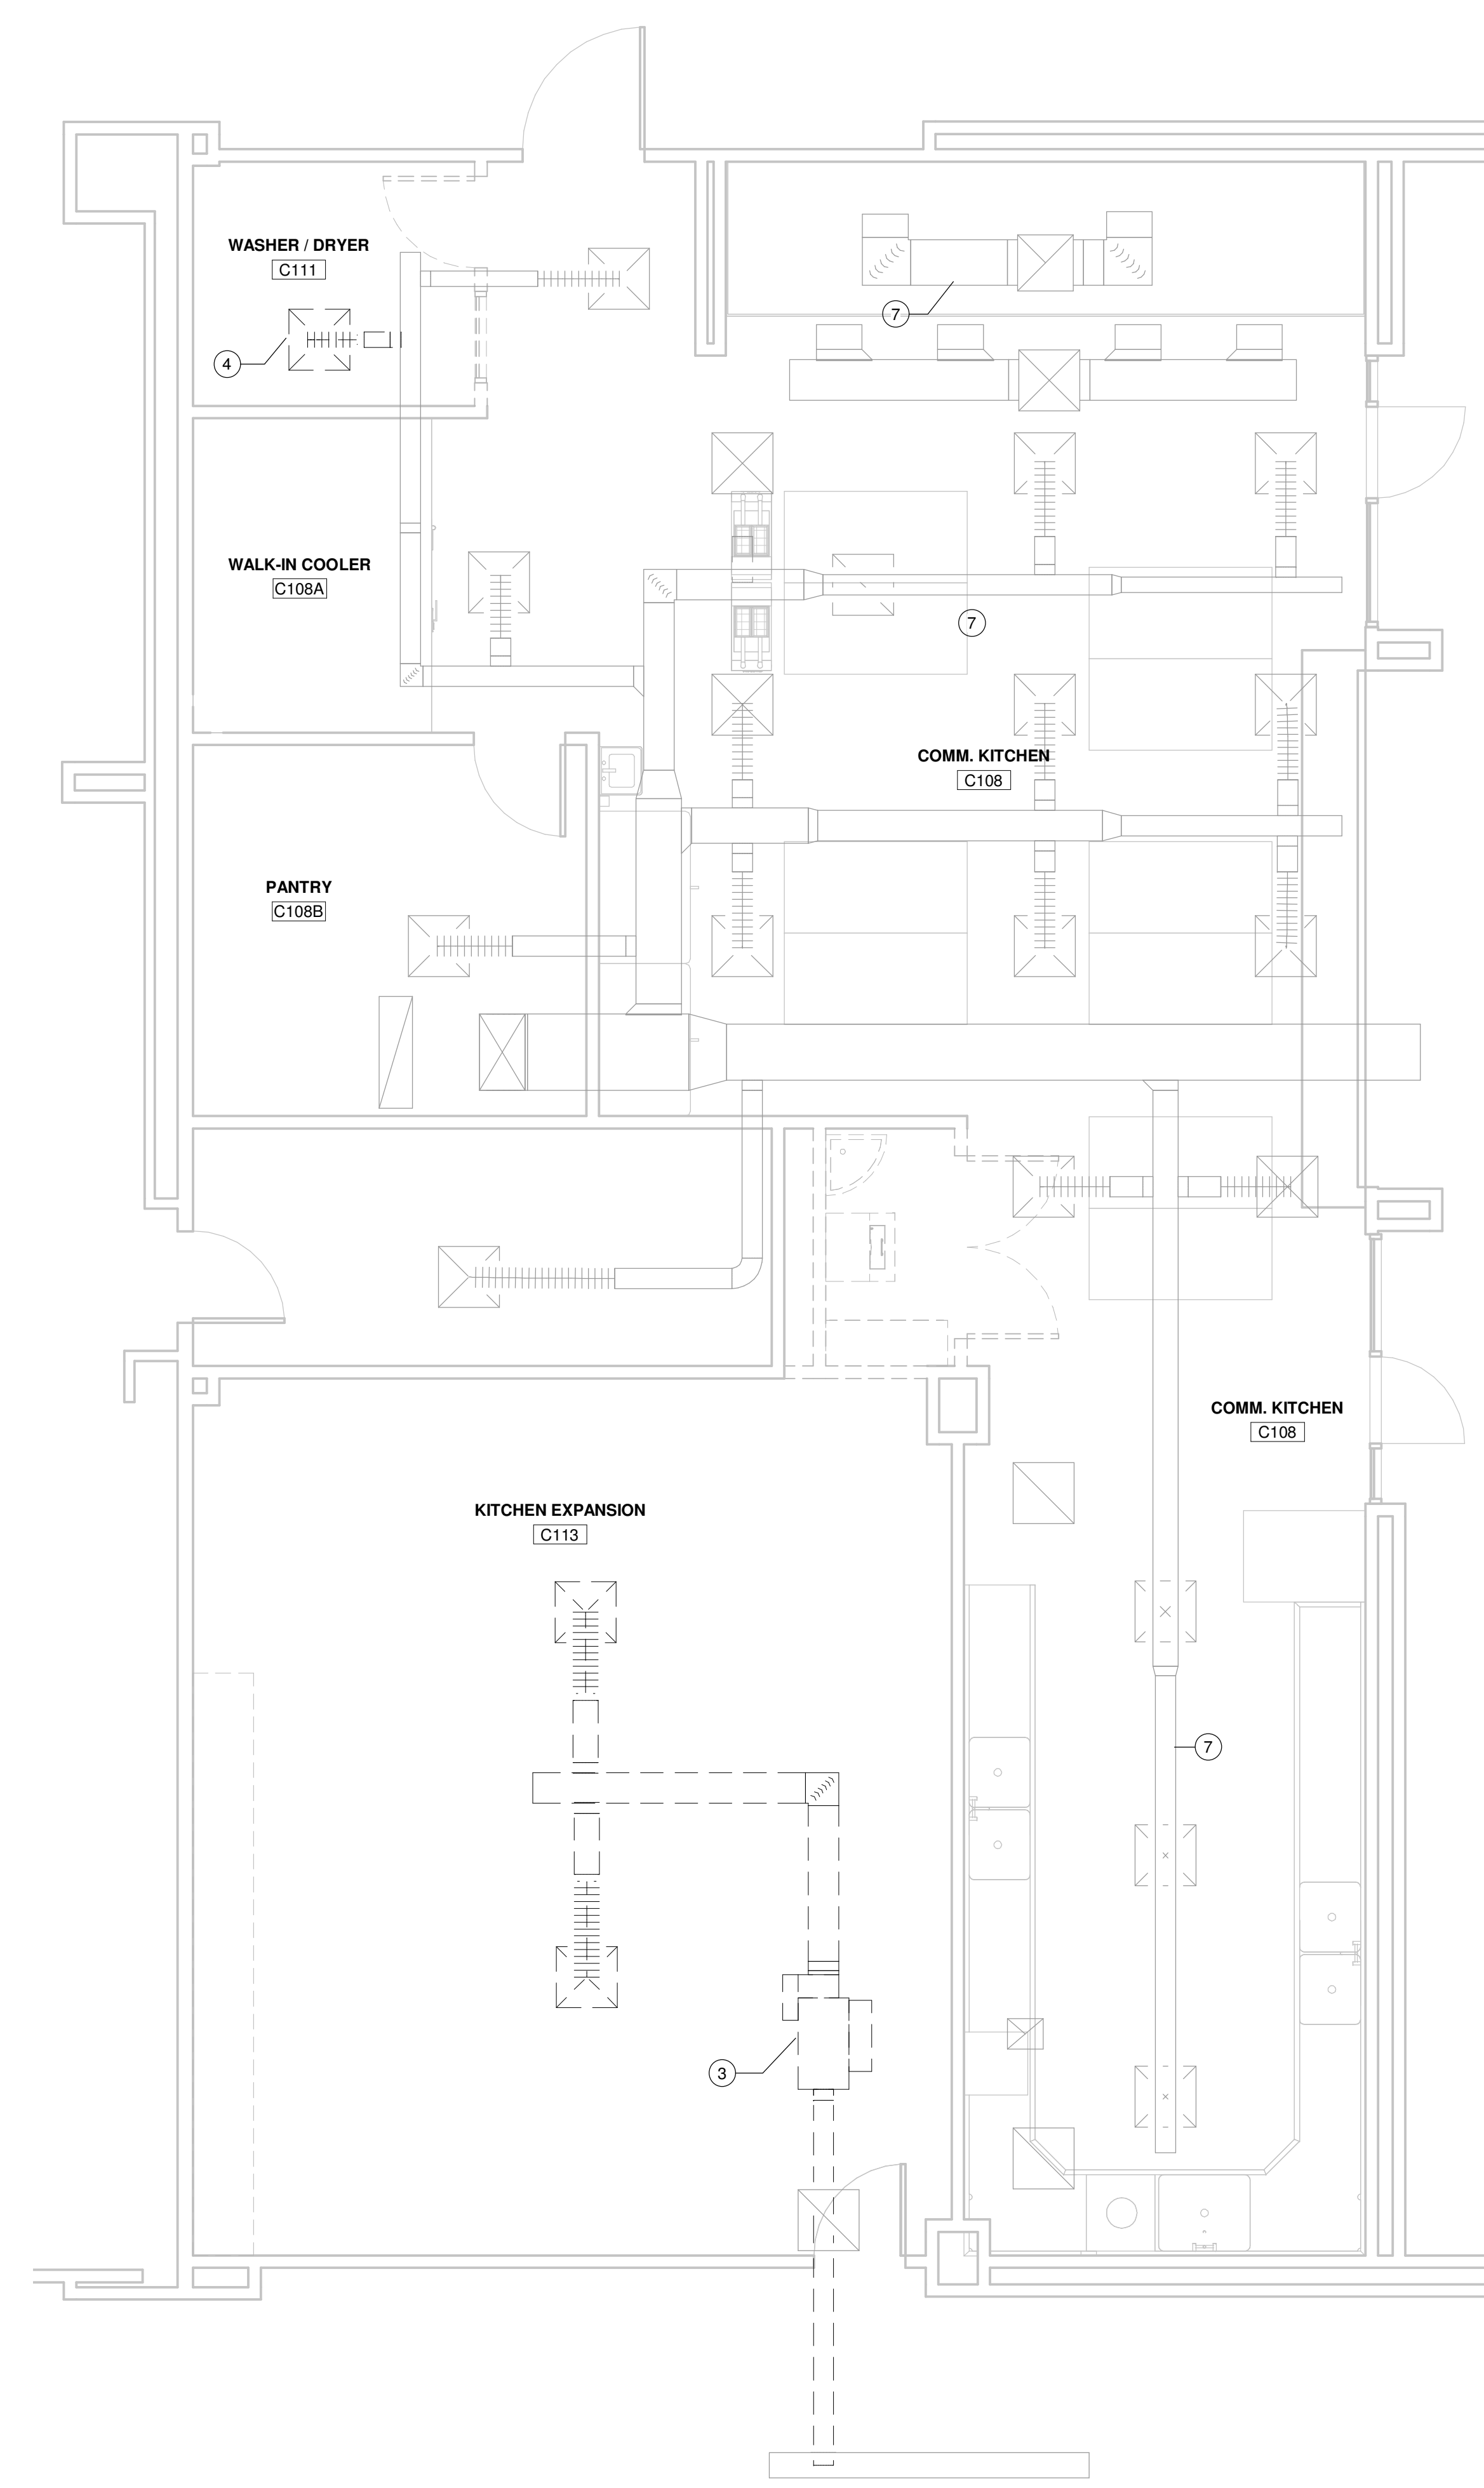 WASHER / DRYER
C111
7
4
WALK-IN COOLER
C108A
7
COMM. KITCHEN
C108
PANTRY
C108B
COMM. KITCHEN
C108
KITCHEN EXPANSION
C113
7
3